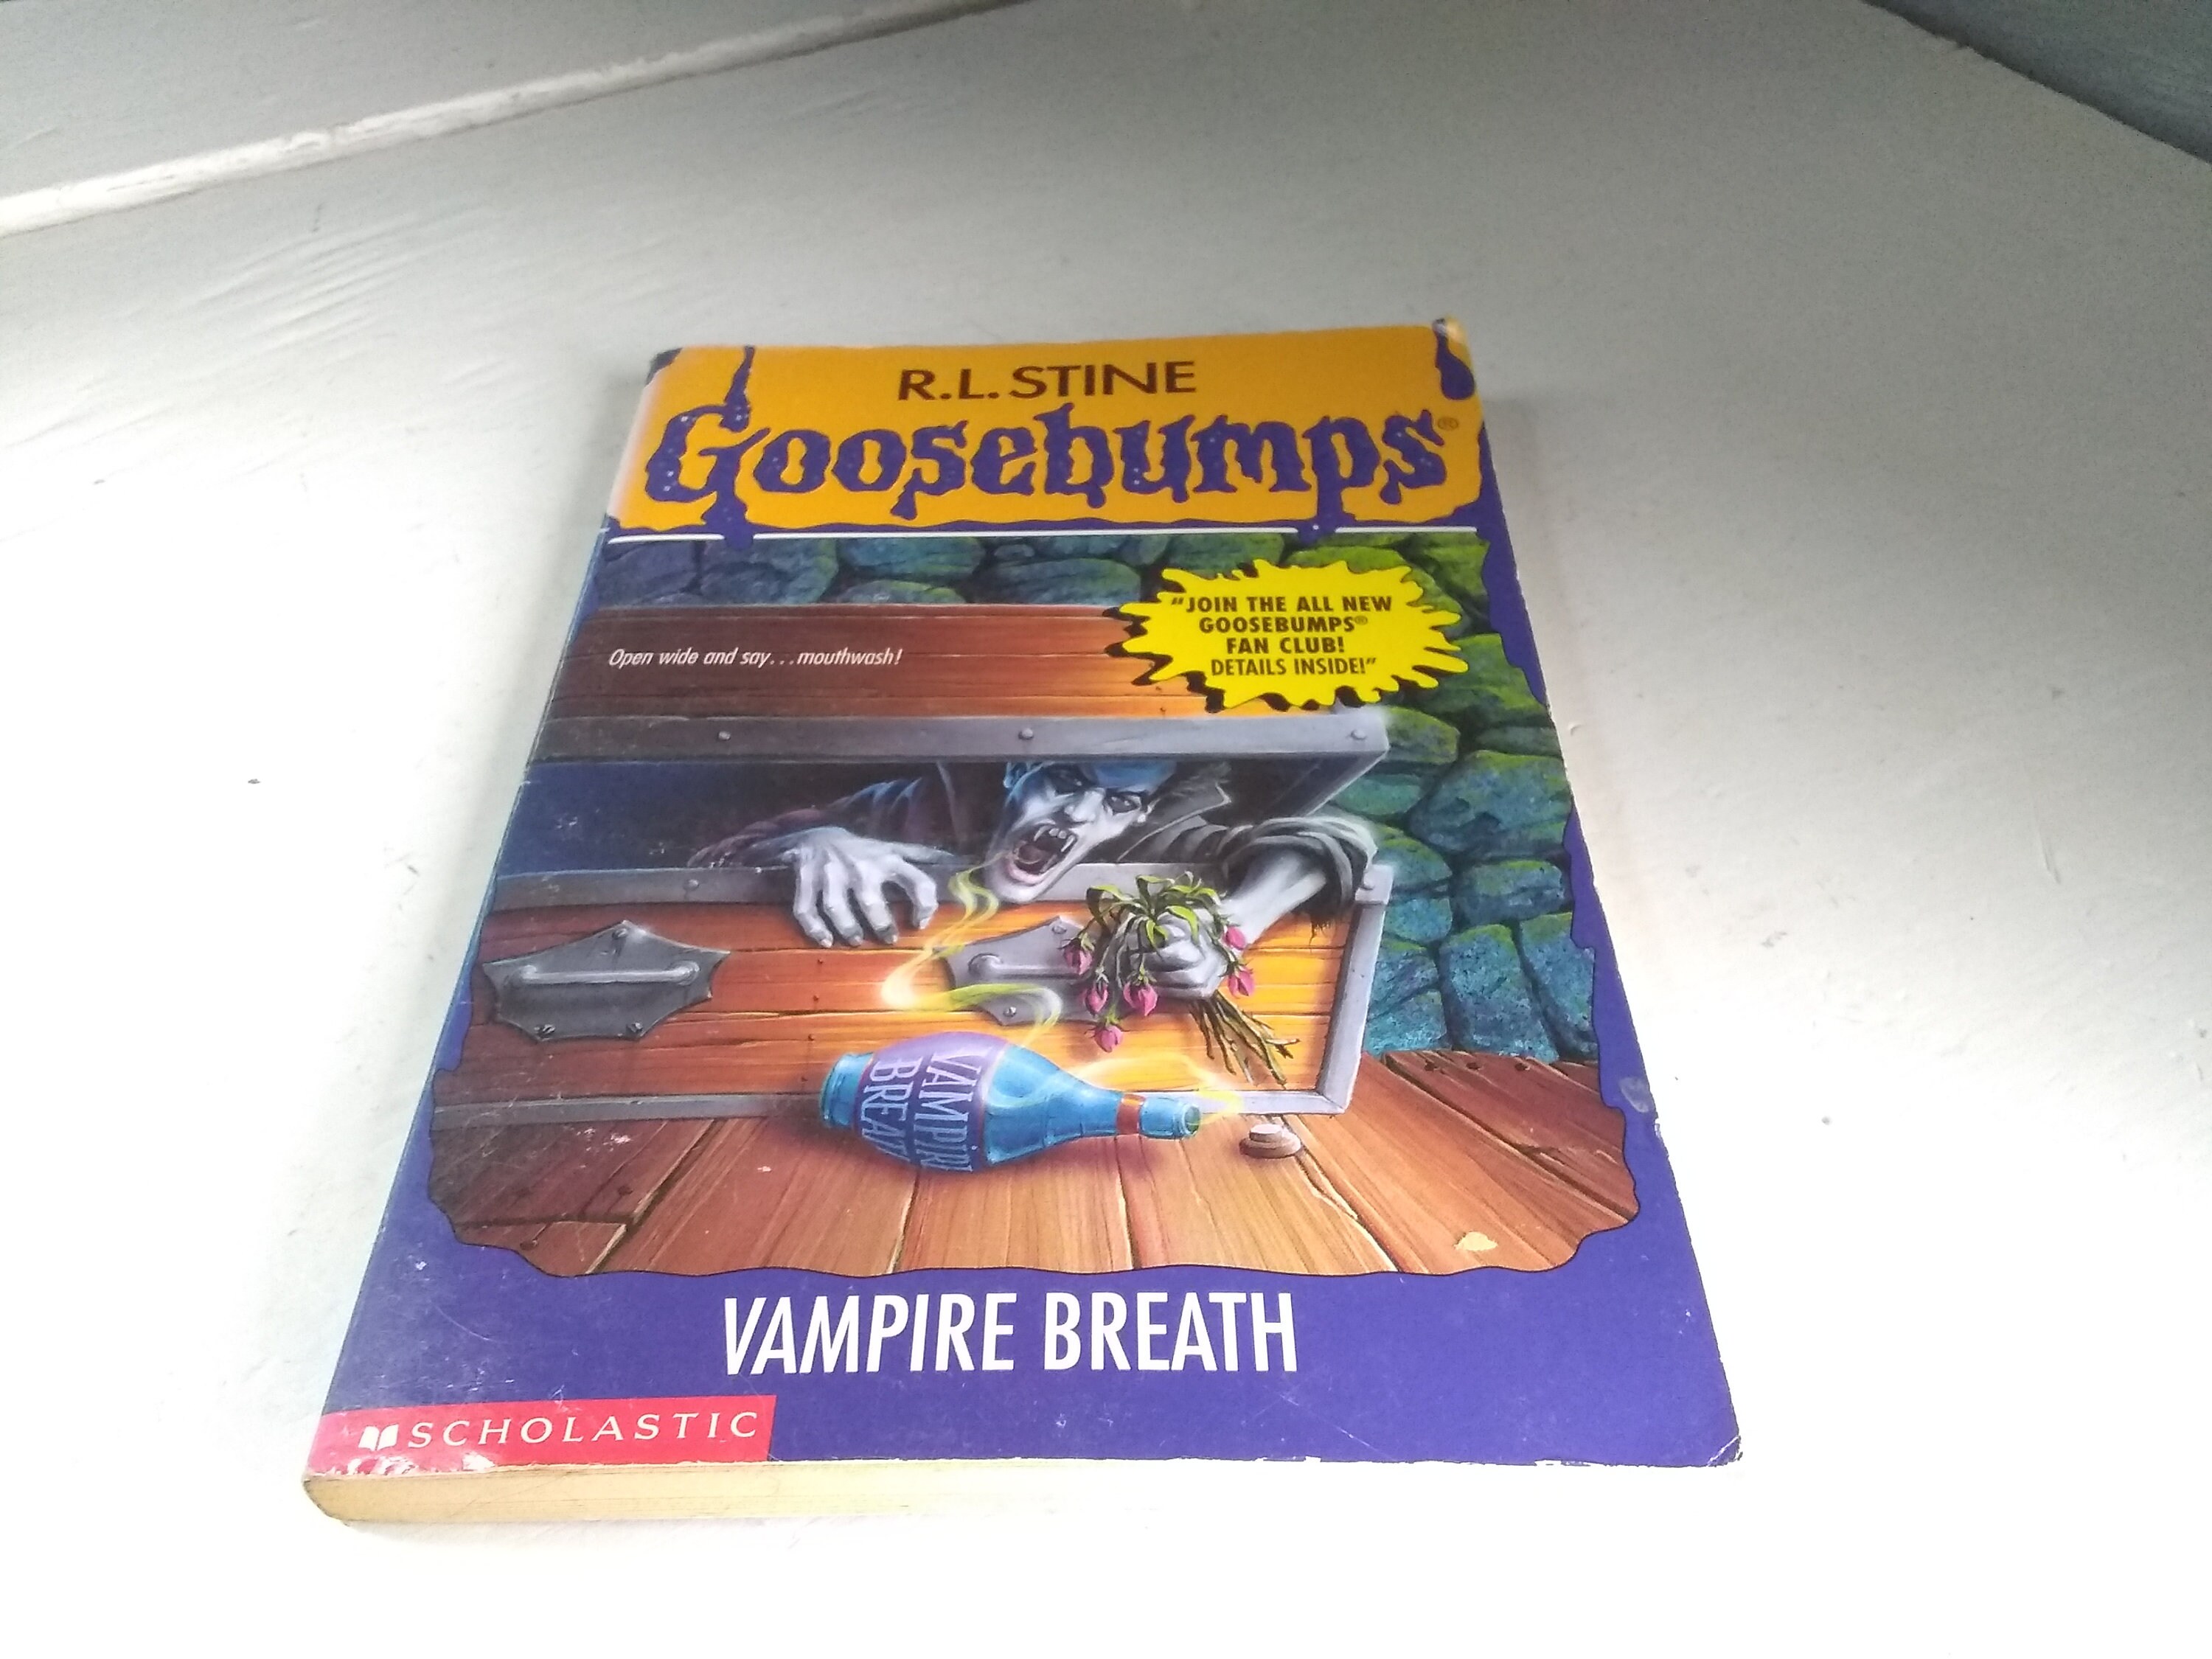 R.L. STINE
Goosebumps®
"JOIN THE ALL NEW
GOOSEBUMPS®
FAN CLUB!
DETAILS INSIDE!"
Open wide and say...mouthwash!
VAMPIRE
VAMPIRE BREATH
SCHOLASTIC